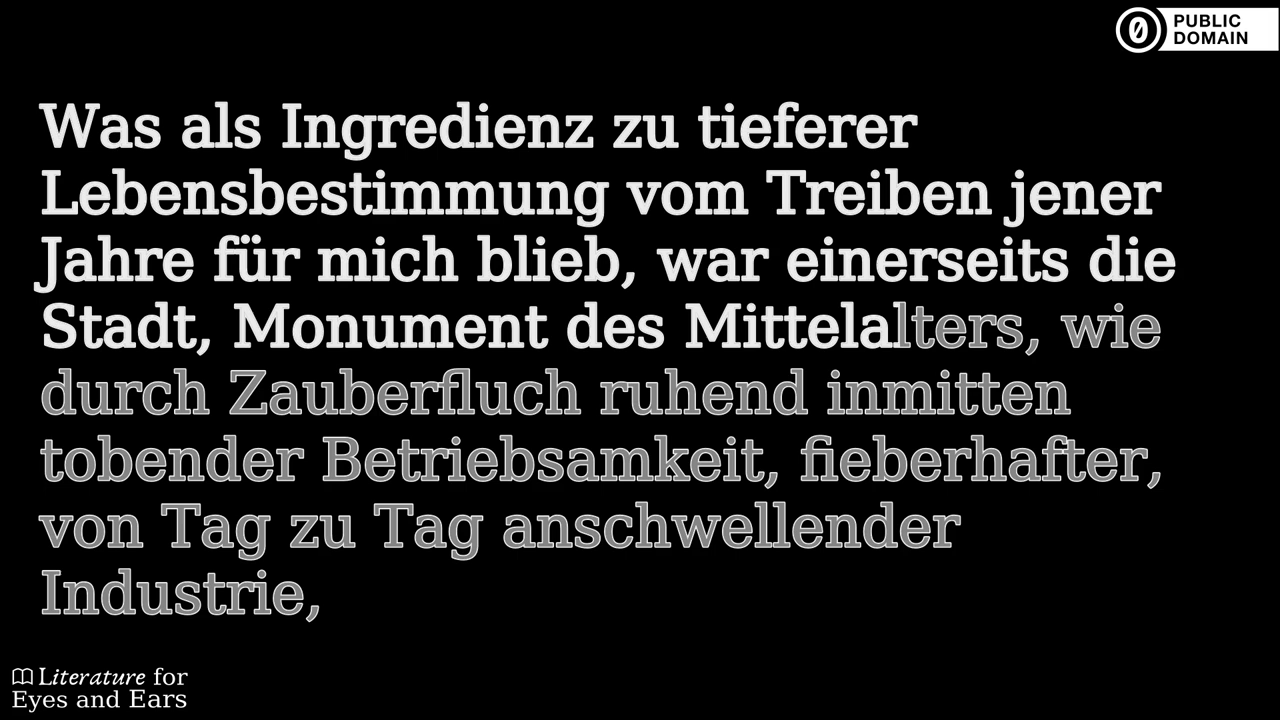 PUBLIC
DOMAIN
Was als Ingredienz zu tieferer
Lebensbestimmung vom Treiben jener
Jahre für mich blieb, war einerseits die
Stadt, Monument des Mittelalters, wie
durch Zauberfluch ruhend inmitten
tobender Betriebsamkeit, fieberhafter,
von Tag zu Tag anschwellender
Industrie,
Literature for
Eyes and Ears